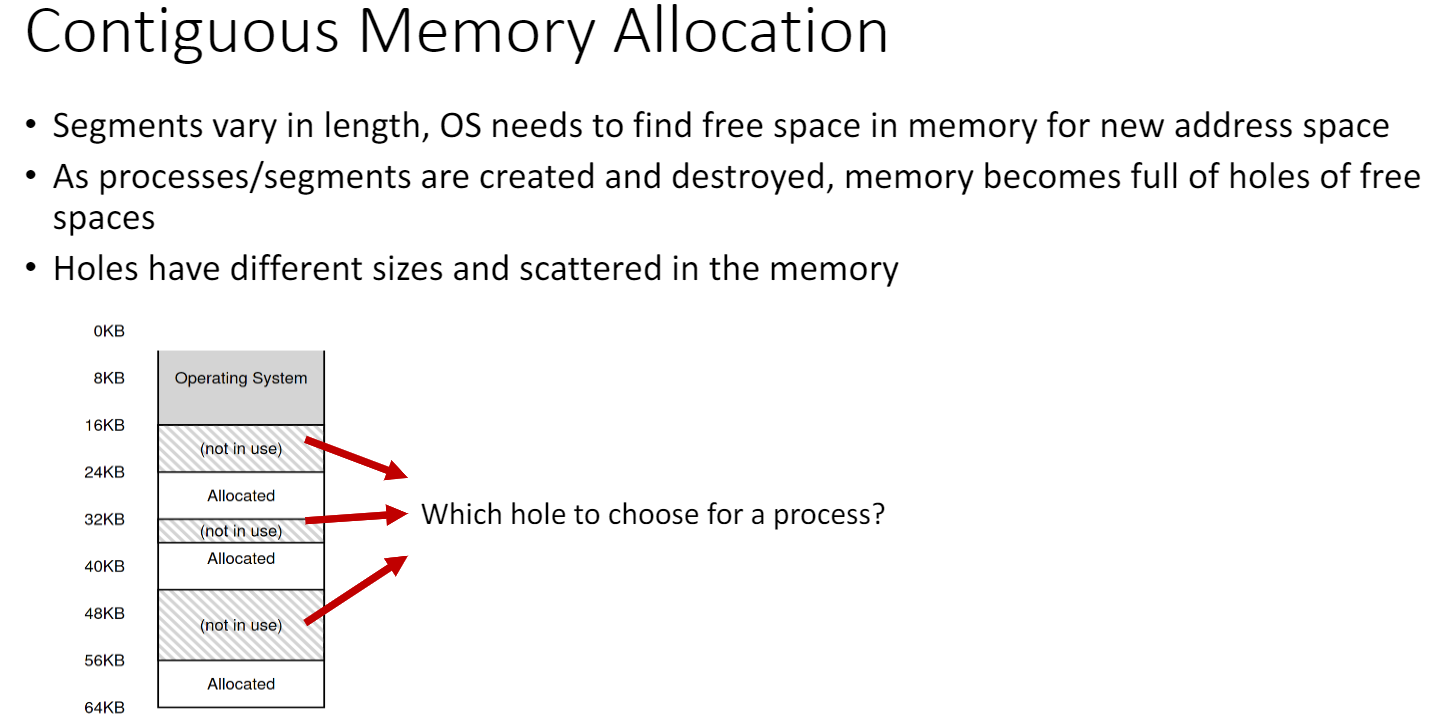 Contiguous Memory Allocation
• Segments vary in length, OS needs to find free space in memory for new address space
• As processes/segments are created and destroyed, memory becomes full of holes of free
spaces
• Holes have different sizes and scattered in the memory
0KB
8KB
Operating System
16KB
(not in use)
24KB
Allocated
Which hole to choose for a process?
32KB
(not in use)
Allocated
40KB
48KB
(not in use)
56KB
Allocated
64KB